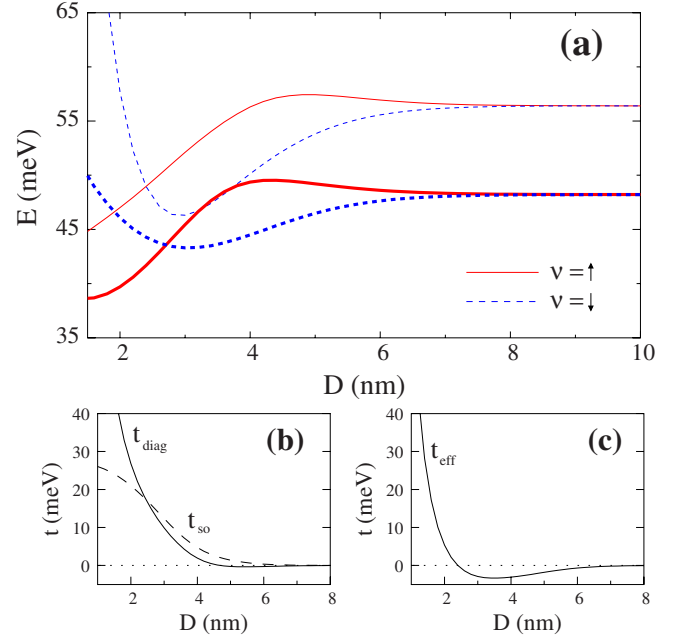 (a)
65
55
45
35
E (meV)
2 4 6 8 10
D (nm)
ν = ↑
ν = ↓
(b)
40
30
20
10
0
t (meV)
t_diag
t_so
2 4 6 8
D (nm)
(c)
40
30
20
10
0
t (meV)
t_eff
2 4 6 8
D (nm)